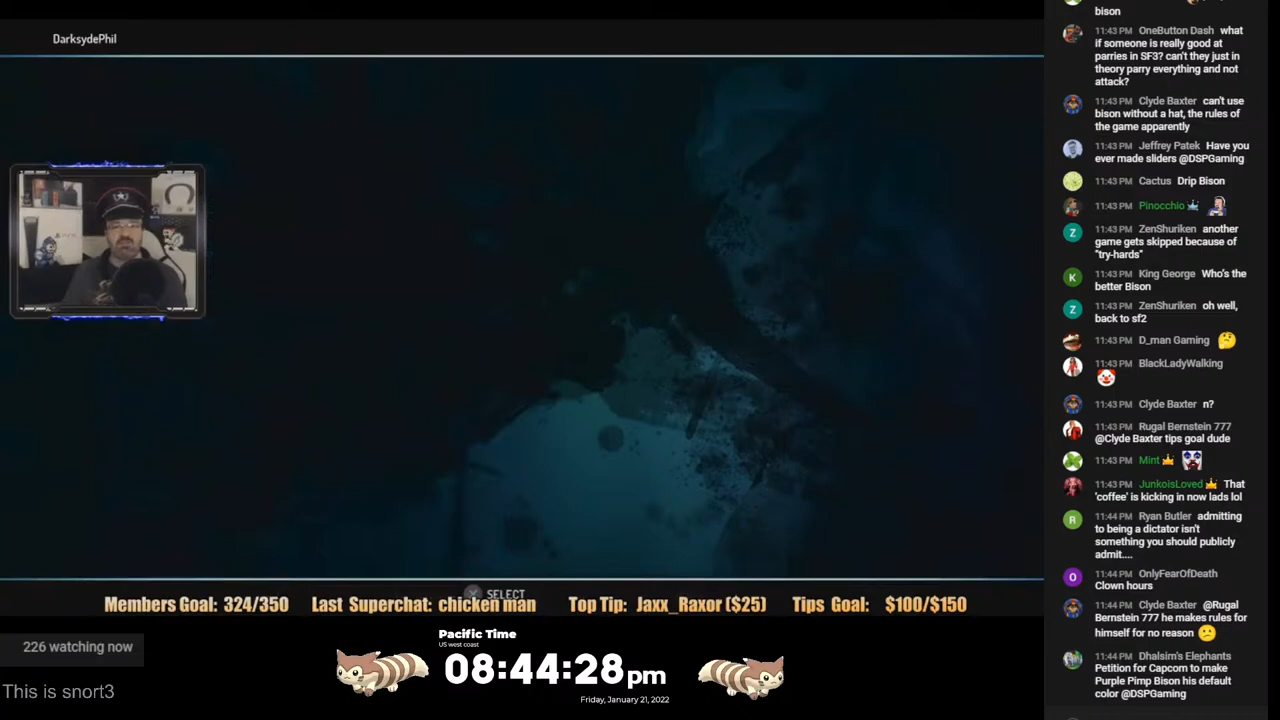 DarksydePhil
SELECT
Members Goal: 324/350 Last Superchat: chicken man Top Tip: Jaxx_Raxor ($25) Tips Goal: $100/$150
226 watching now
This is snort3
Pacific Time
US west coast
08:44:28pm
Friday, January 21, 2022
bison
11:43 PM OneButton Dash what
if someone is really good at
parries in SF3? can't they just in
theory parry everything and not
attack?
11:43 PM Clyde Baxter can't use
bison without a hat, the rules of
the game apparently
11:43 PM Jeffrey Patek Have you
ever made sliders @DSPGaming
11:43 PM Cactus Drip Bison
11:43 PM Pinocchio
11:43 PM ZenShuriken another
game gets skipped because of
"try-hards"
11:43 PM King George Who's the
better Bison
11:43 PM ZenShuriken oh well,
back to sf2
11:43 PM D_man Gaming
11:43 PM BlackLadyWalking
11:43 PM Clyde Baxter n?
11:43 PM Rugal Bernstein 777
@Clyde Baxter tips goal dude
11:43 PM Mint
11:43 PM JunkoisLoved That
'coffee' is kicking in now lads lol
11:44 PM Ryan Butler admitting
to being a dictator isn't
something you should publicly
admit....
11:44 PM OnlyFearOfDeath
Clown hours
11:44 PM Clyde Baxter @Rugal
Bernstein 777 he makes rules for
himself for no reason
11:44 PM Dhalsim's Elephants
Petition for Capcom to make
Purple Pimp Bison his default
color @DSPGaming